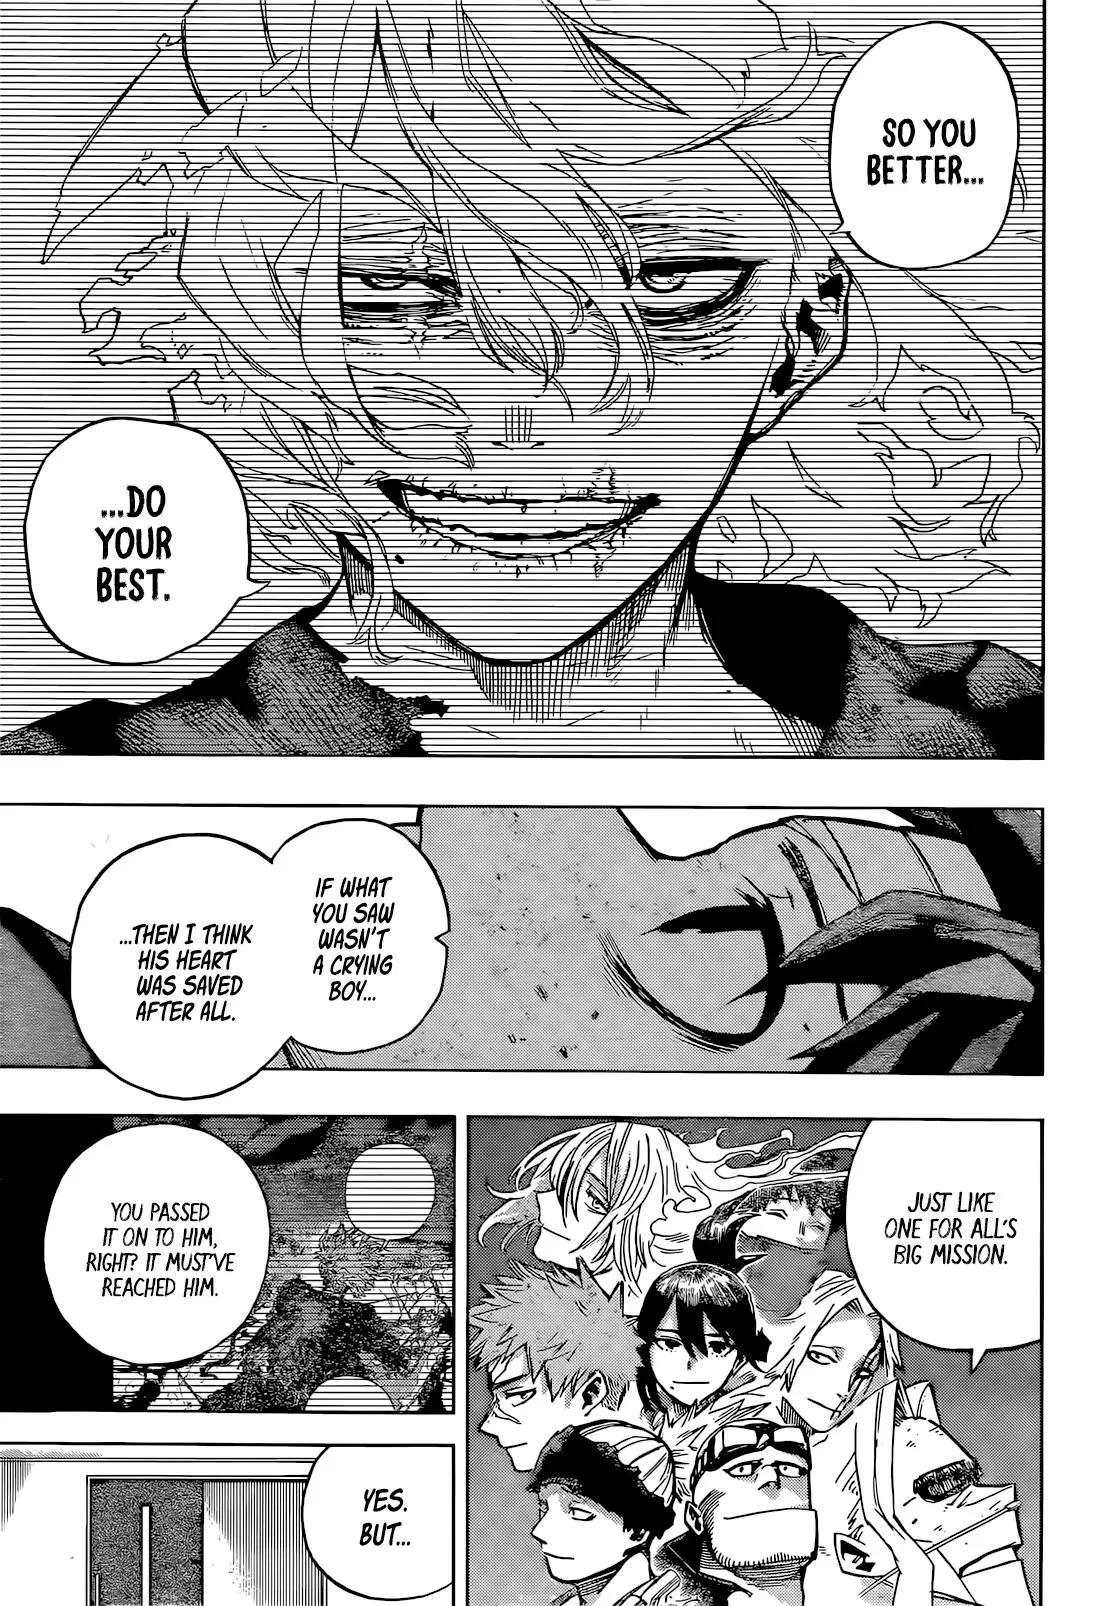 SO YOU
BETTER...
...DO
YOUR
BEST.
IF WHAT
YOU SAW
WASN'T
A CRYING
BOY...
...THEN I THINK
HIS HEART
WAS SAVED
AFTER ALL.
JUST LIKE
ONE FOR ALL'S
BIG MISSION.
YOU PASSED
IT ON TO HIM,
RIGHT? IT MUST'VE
REACHED HIM.
YES.
BUT...